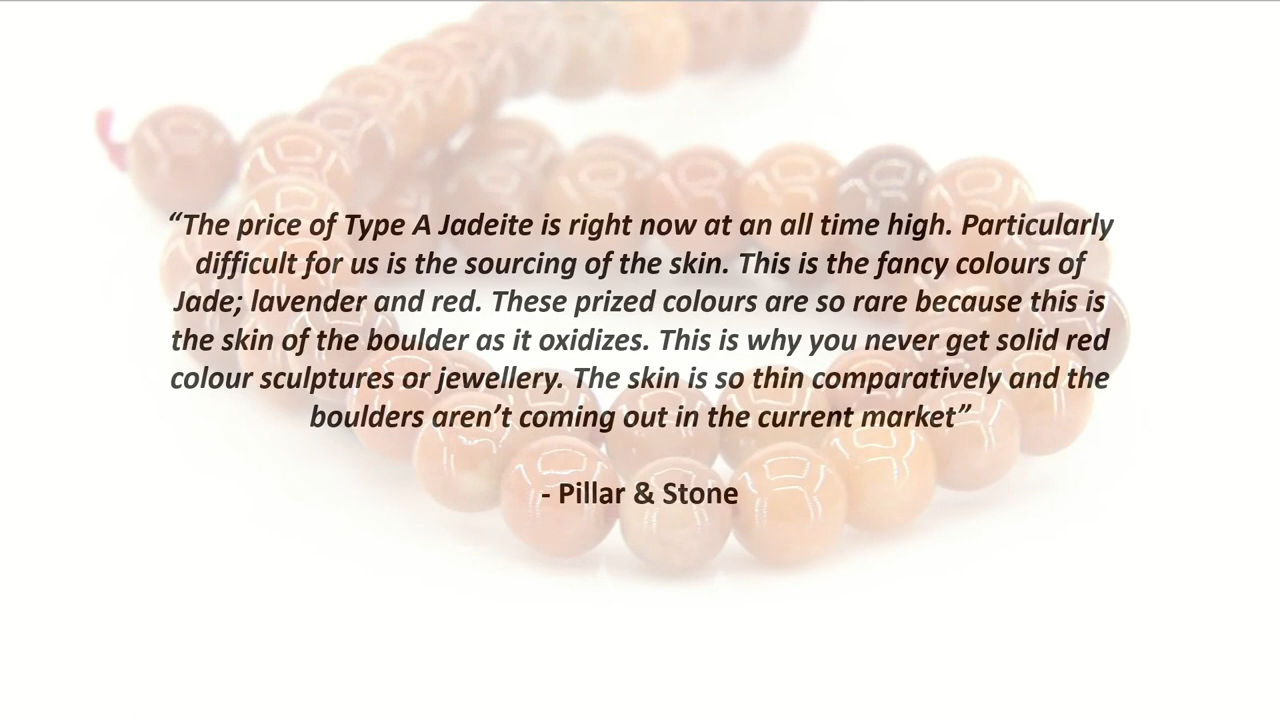 “The price of Type A Jadeite is right now at an all time high. Particularly
difficult for us is the sourcing of the skin. This is the fancy colours of
Jade; lavender and red. These prized colours are so rare because this is
the skin of the boulder as it oxidizes. This is why you never get solid red
colour sculptures or jewellery. The skin is so thin comparatively and the
boulders aren’t coming out in the current market”
- Pillar & Stone